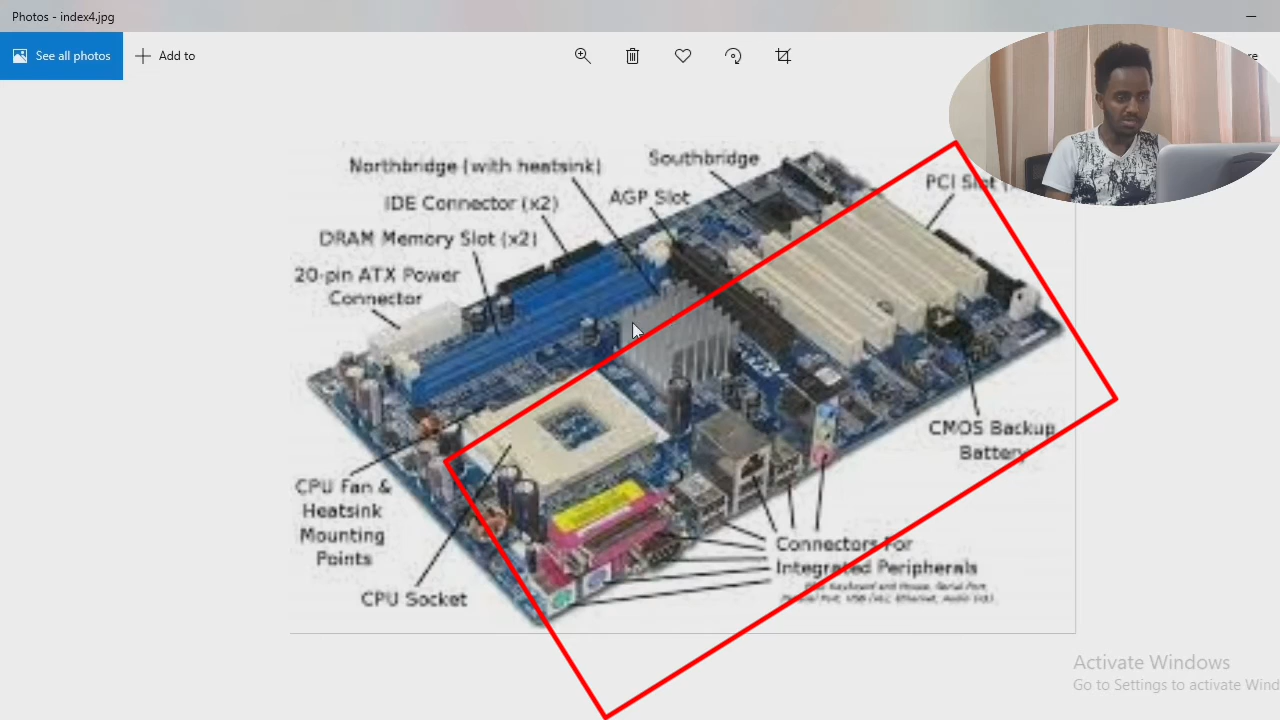 Photos - index4.jpg
See all photos
Add to
Northbridge (with heatsink)
Southbridge
IDE Connector (x2)
AGP Slot
PCI Slot
DRAM Memory Slot (x2)
20-pin ATX Power
Connector
CMOS Backup
Battery
CPU Fan &
Heatsink
Mounting
Points
CPU Socket
Connectors For
Integrated Peripherals
Activate Windows
Go to Settings to activate Wind